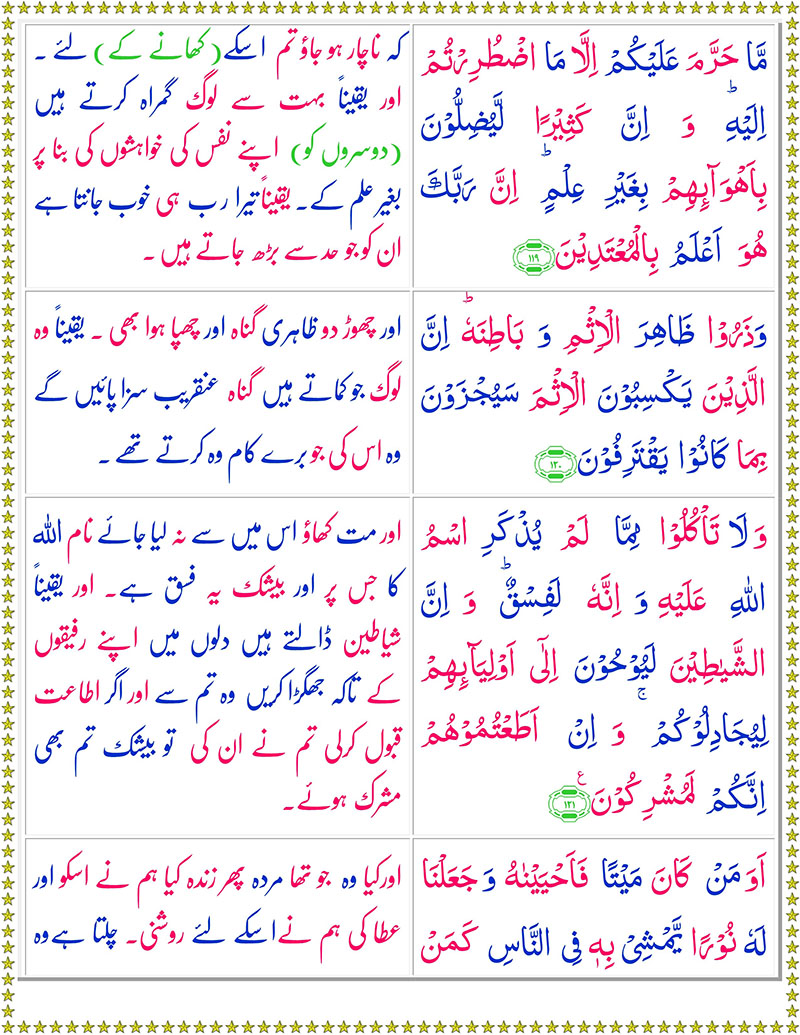 مَّا حَرَّمَ عَلَيْكُمْ اِلَّا مَا اضْطُرِرْتُمْ
اِلَيْهِ ؕ وَ اِنَّ كَثِيْرًا لَّيُضِلُّوْنَ
بِاَهْوَآىِٕهِمْ بِغَيْرِ عِلْمٍ ؕ اِنَّ رَبَّكَ
هُوَ اَعْلَمُ بِالْمُعْتَدِيْنَ ۱۱۹
کہ ناچار ہو جاؤ تم اسکے (کھانے کے) لئے ۔
اور یقیناً بہت سے لوگ گمراہ کرتے ہیں
(دوسروں کو) اپنے نفس کی خواہشوں کی بنا پر
بغیر علم کے۔ یقیناً تیرا رب ہی خوب جانتا ہے
ان کو جو حد سے بڑھ جاتے ہیں ۔
وَذَرُوْا ظَاهِرَ الْاِثْمِ وَ بَاطِنَهٗ ؕ اِنَّ
الَّذِيْنَ يَكْسِبُوْنَ الْاِثْمَ سَيُجْزَوْنَ
بِمَا كَانُوْا يَقْتَرِفُوْنَ ۱۲۰
اور چھوڑ دو ظاہری گناہ اور چھپا ہوا بھی ۔ یقیناً وہ
لوگ جو کماتے ہیں گناہ عنقریب سزا پائیں گے
وہ اس کی جو برے کام وہ کرتے تھے ۔
وَلَا تَاْكُلُوْا مِمَّا لَمْ يُذْكَرِ اسْمُ
اللّٰهِ عَلَيْهِ وَ اِنَّهٗ لَفِسْقٌ ؕ وَ اِنَّ
الشَّيٰطِيْنَ لَيُوْحُوْنَ اِلٰٓى اَوْلِيَآىِٕهِمْ
لِيُجَادِلُوْكُمْ ۚ وَ اِنْ اَطَعْتُمُوْهُمْ
اِنَّكُمْ لَمُشْرِكُوْنَ ۱۲۱ ع
اور مت کھاؤ اس میں سے نہ لیا جائے نام اللہ
کا جس پر اور بیشک یہ فسق ہے۔ اور یقیناً
شیاطین ڈالتے ہیں دلوں میں اپنے رفیقوں
کے تاکہ جھگڑا کریں وہ تم سے اور اگر اطاعت
قبول کرلی تم نے ان کی تو بیشک تم بھی
مشرک ہوئے۔
اَوَ مَنْ كَانَ مَيْتًا فَاَحْيَيْنٰهُ وَ جَعَلْنَا
لَهٗ نُوْرًا يَّمْشِىْ بِهٖ فِى النَّاسِ كَمَنْ
اور کیا وہ جو تھا مردہ پھر زندہ کیا ہم نے اسکو اور
عطا کی ہم نے اسکے لئے روشنی۔ چلتا ہے وہ